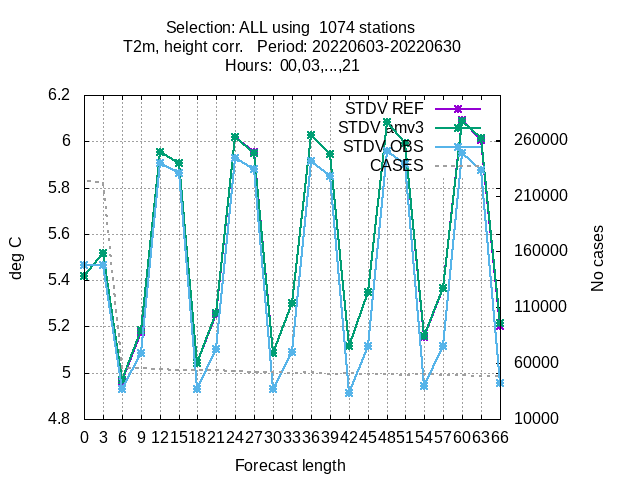 Selection: ALL using  1074 stations
T2m, height corr.   Period: 20220603-20220630
Hours:  00,03,...,21
6.2
6
5.8
5.6
5.4
5.2
5
4.8
deg C
STDV REF
STDV amv3
STDV OBS
CASES
260000
210000
160000
110000
60000
10000
No cases
0 3 6 9 12 15 18 21 24 27 30 33 36 39 42 45 48 51 54 57 60 63 66
Forecast length